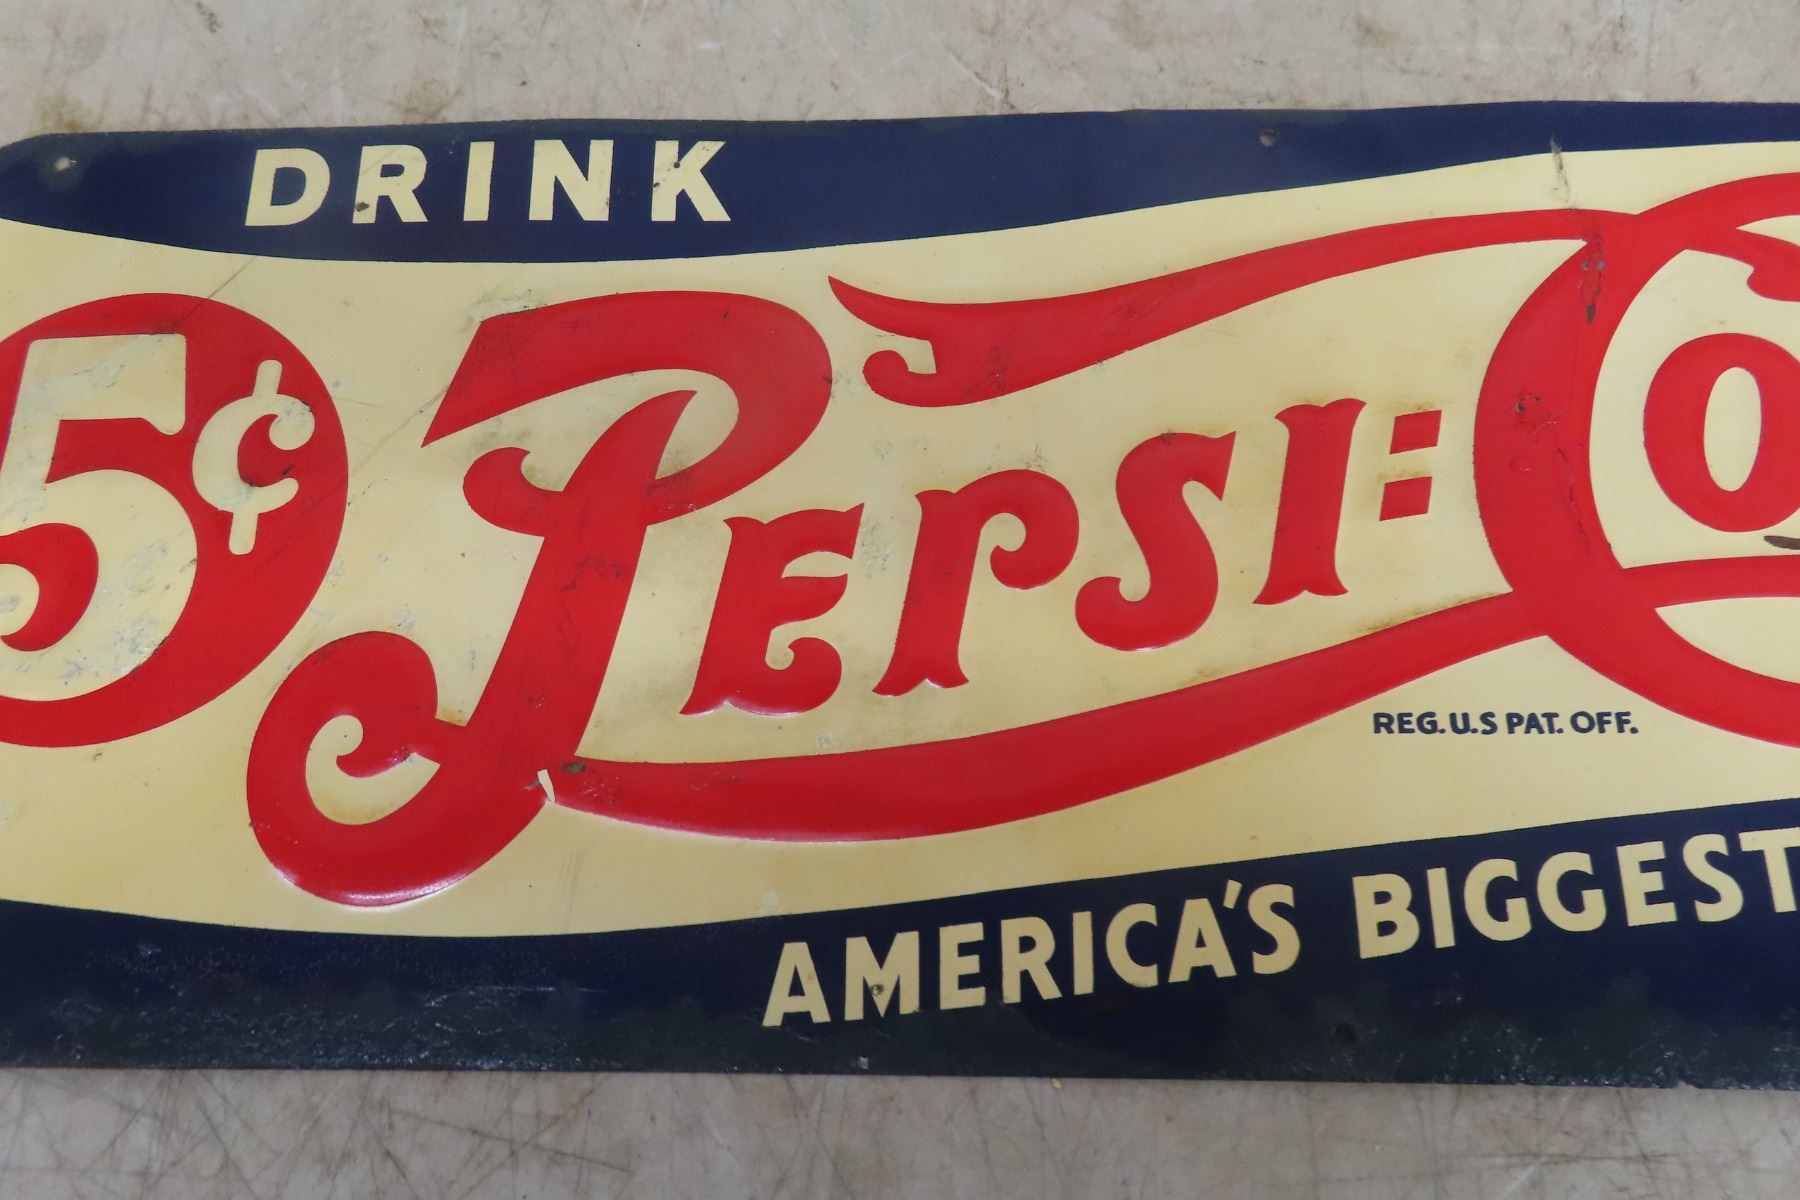 DRINK
5¢ PEPSI:CO
REG. U.S PAT. OFF.
AMERICA'S BIGGEST